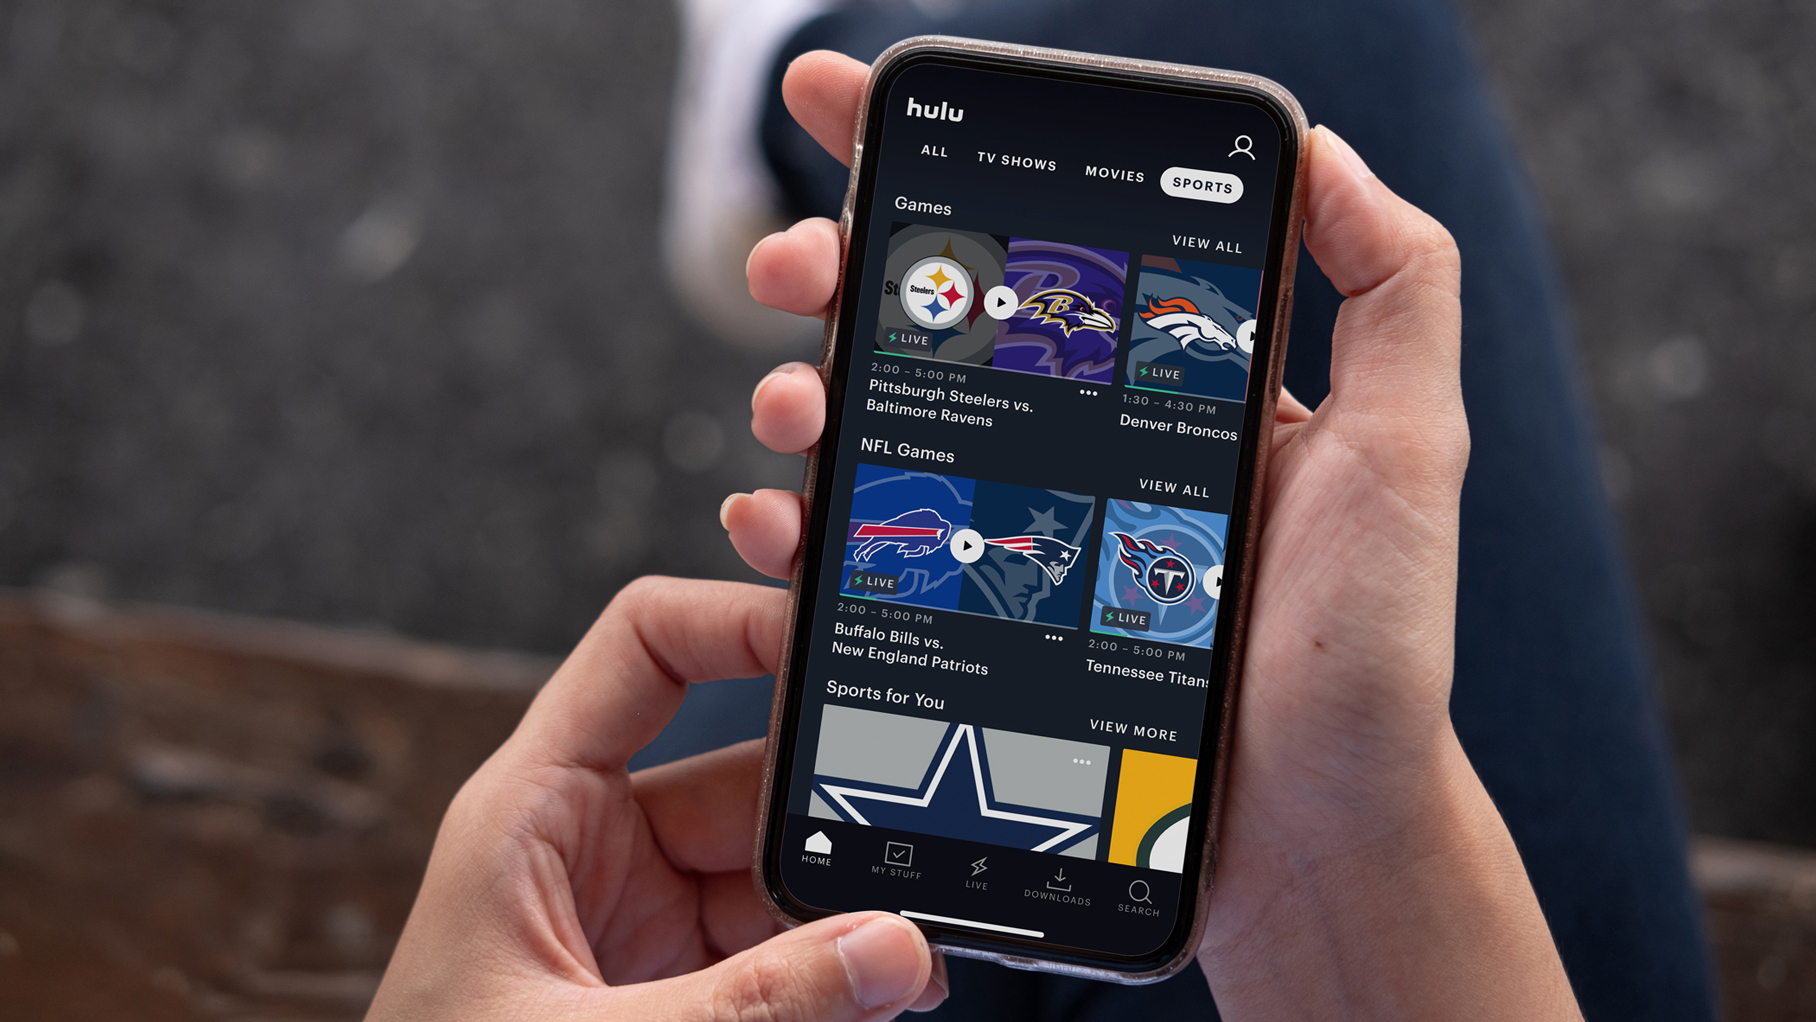 hulu
ALL TV SHOWS MOVIES SPORTS
Games
VIEW ALL
Steelers
LIVE
LIVE
2:00 – 5:00 PM
Pittsburgh Steelers vs.
Baltimore Ravens
1:30 – 4:30 PM
Denver Broncos
NFL Games
VIEW ALL
LIVE
LIVE
2:00 – 5:00 PM
Buffalo Bills vs.
New England Patriots
2:00 – 5:00 PM
Tennessee Titans
Sports for You
VIEW MORE
HOME MY STUFF LIVE DOWNLOADS SEARCH